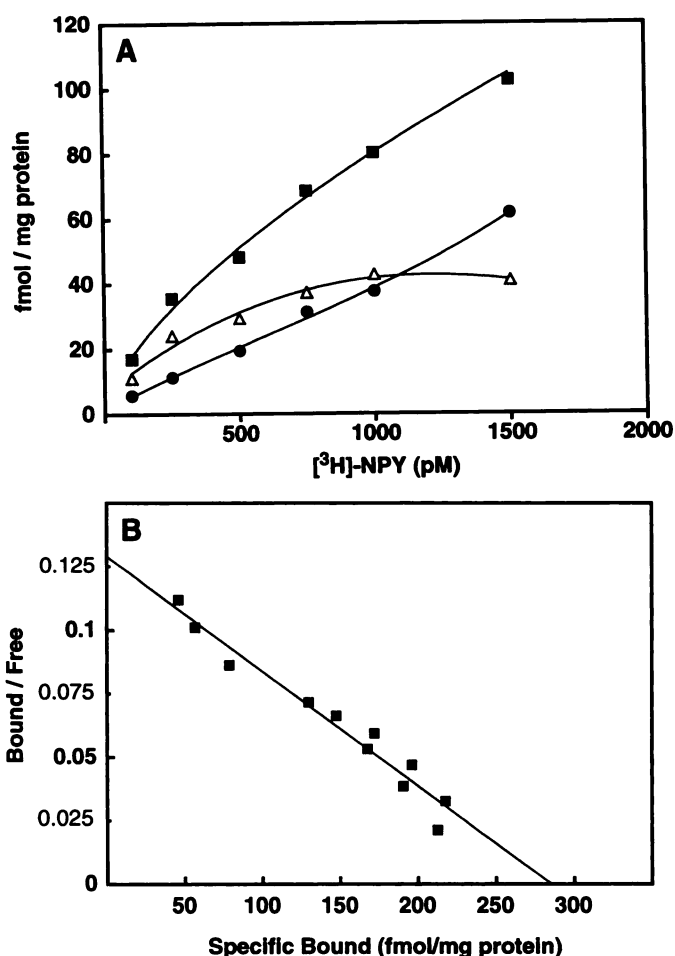 A
120
100
80
60
40
20
0
fmol / mg protein
500 1000 1500 2000
[³H]-NPY (pM)
B
0.125
0.1
0.075
0.05
0.025
0
Bound / Free
50 100 150 200 250 300
Specific Bound (fmol/mg protein)